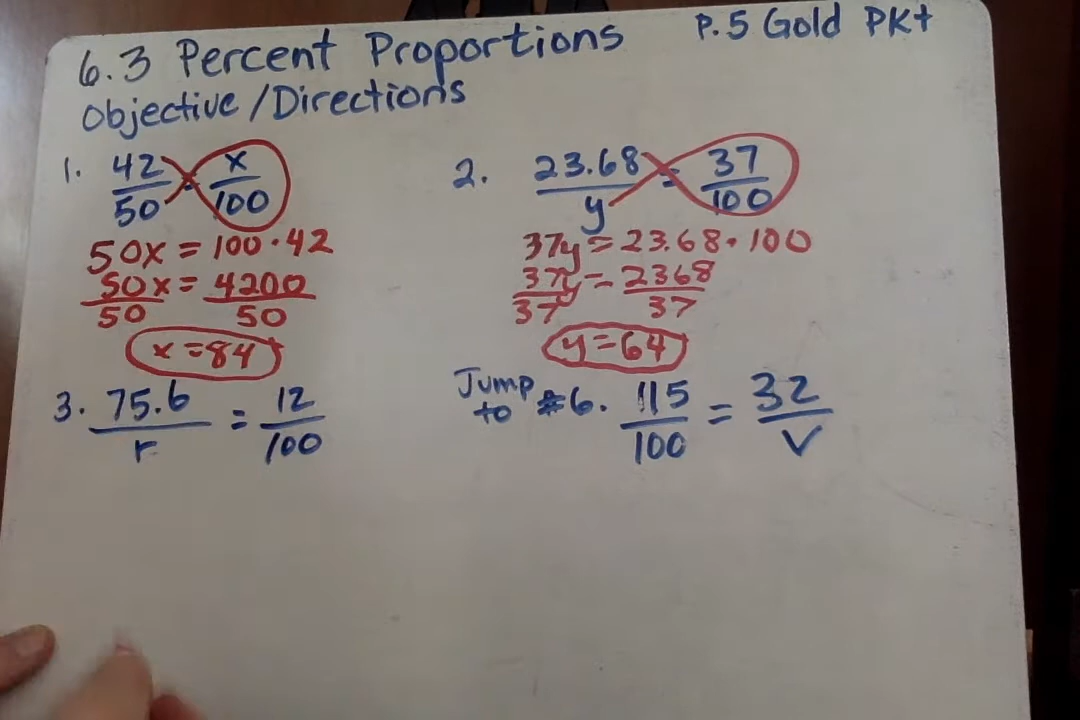 6.3 Percent Proportions P.5 Gold PKt
Objective/Directions
1. 42/50 = x/100
50x = 100 · 42
50x/50 = 4200/50
x = 84
2. 23.68/y = 37/100
37y = 23.68 · 100
37y/37 = 2368/37
y = 64
3. 75.6/r = 12/100
Jump to #6. 115/100 = 32/v